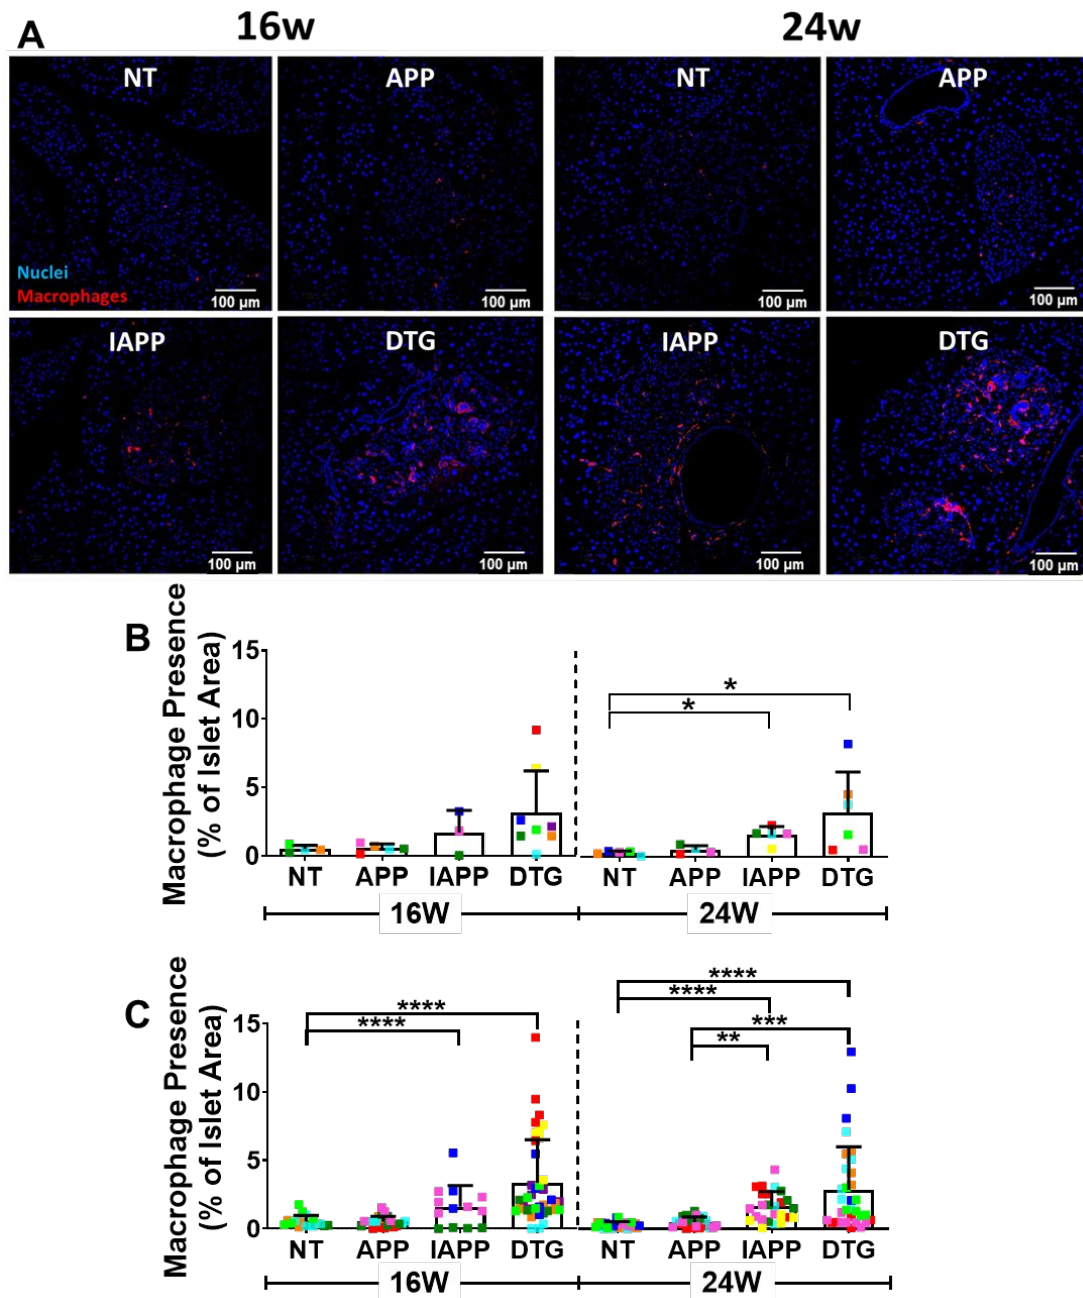 A
16w
24w
NT
APP
NT
APP
Nuclei
Macrophages
100 µm
100 µm
100 µm
100 µm
IAPP
DTG
IAPP
DTG
100 µm
100 µm
100 µm
100 µm
B
Macrophage Presence
(% of Islet Area)
15
10
5
0
*
*
NT APP IAPP DTG NT APP IAPP DTG
16W 24W
C
Macrophage Presence
(% of Islet Area)
15
10
5
0
****
****
****
****
***
**
NT APP IAPP DTG NT APP IAPP DTG
16W 24W